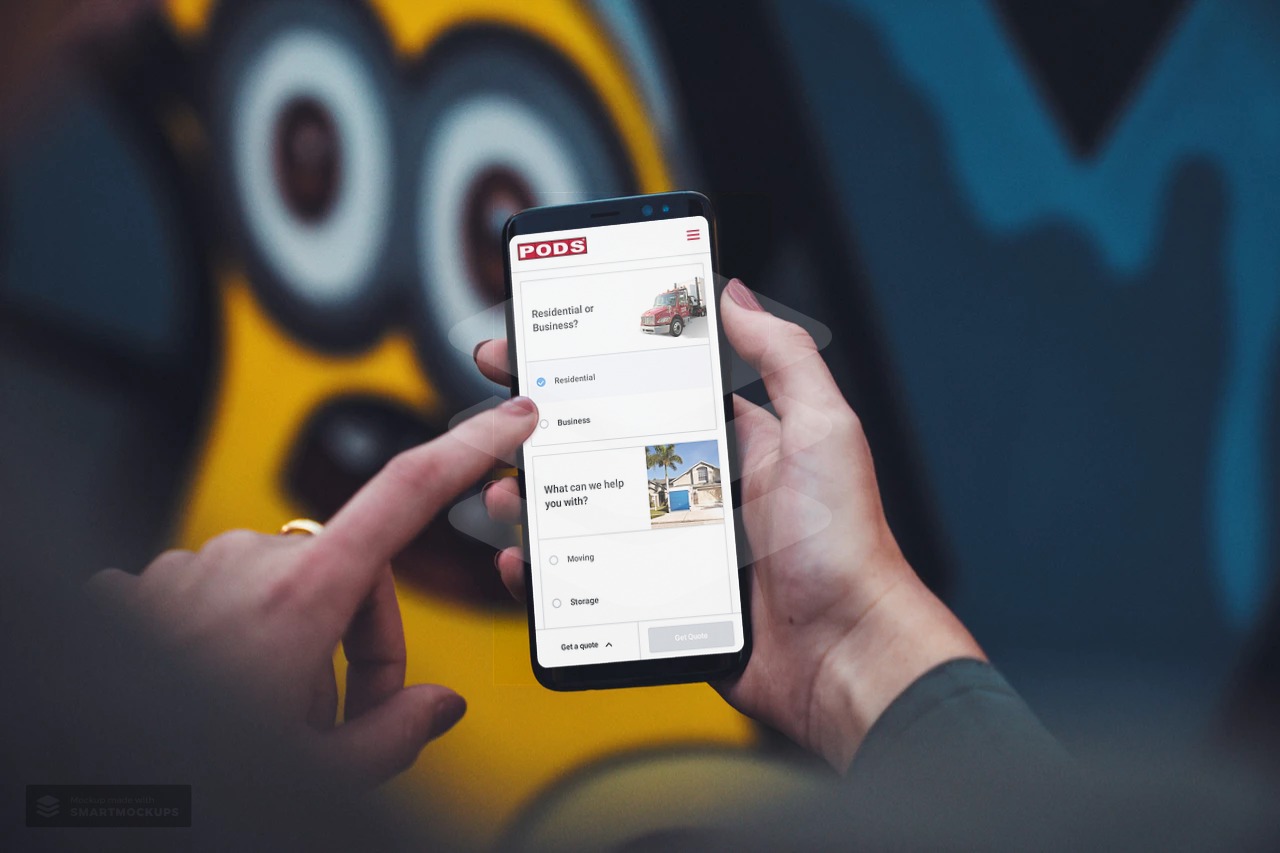 PODS
Residential or
Business?
Residential
Business
What can we help
you with?
Moving
Storage
Get a quote
Get Quote
Mockup made with
SMARTMOCKUPS